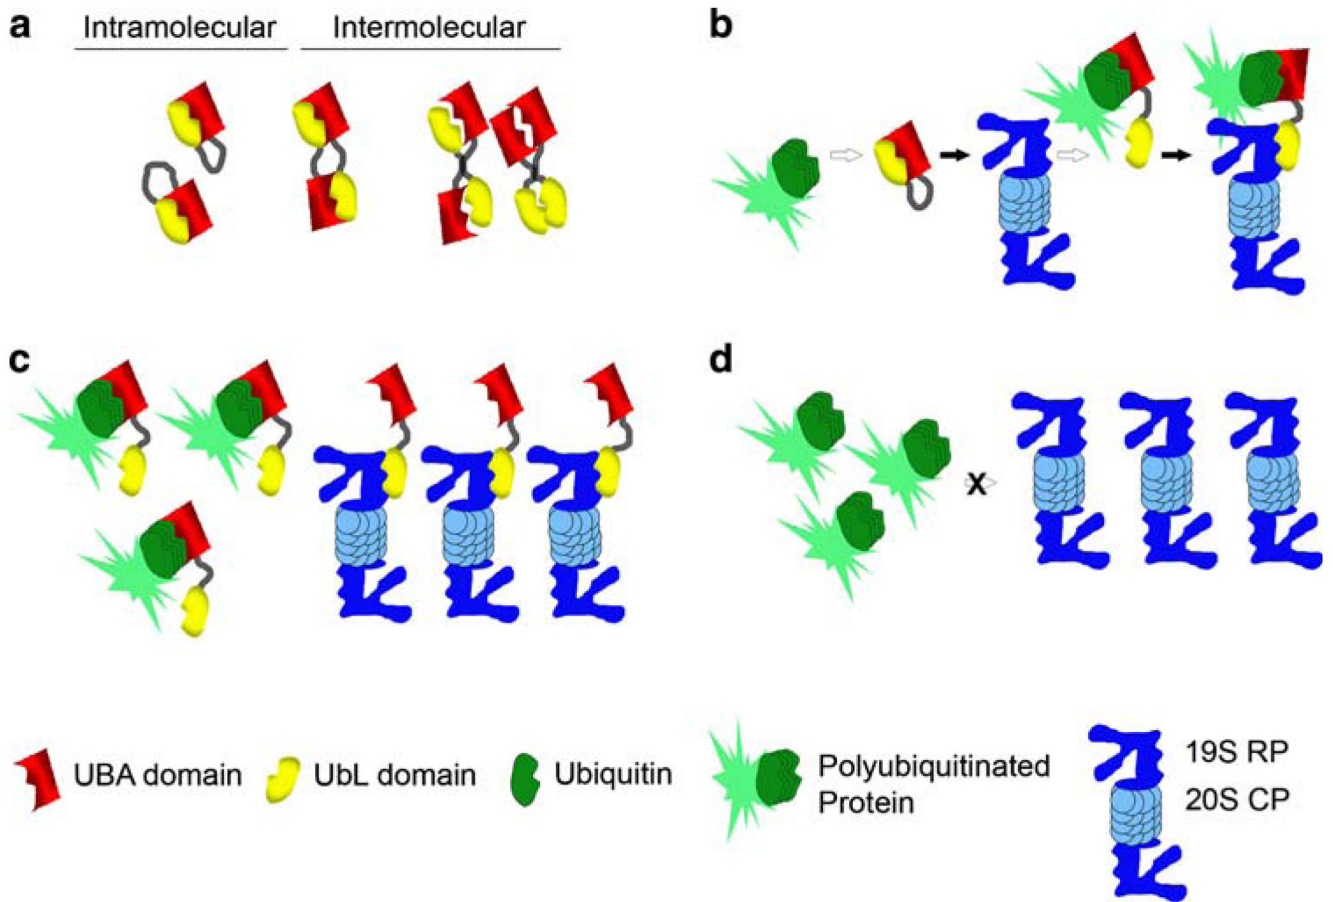 a
Intramolecular
Intermolecular
b
c
d
X
UBA domain
UbL domain
Ubiquitin
Polyubiquitinated
Protein
19S RP
20S CP